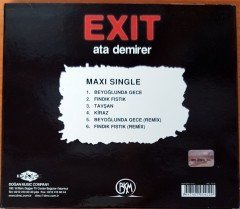 EXIT
ata demirer
MAXI SINGLE
1. BEYOĞLUNDA GECE
2. FINDIK FISTIK
3. TAVŞAN
4. KİRAZ
5. BEYOĞLUNDA GECE (REMIX)
6. FINDIK FISTIK (REMIX)
DOĞAN MUSIC COMPANY
BKM